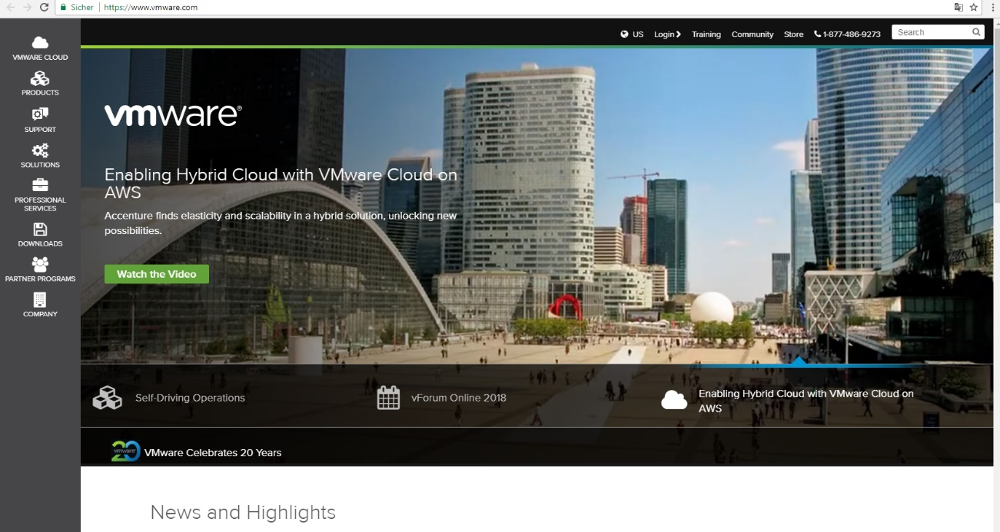 Sicher https://www.vmware.com
US Login Training Community Store 1-877-486-9273 Search
VMWARE CLOUD
PRODUCTS
SUPPORT
SOLUTIONS
PROFESSIONAL
SERVICES
DOWNLOADS
PARTNER PROGRAMS
COMPANY
vmware®
Enabling Hybrid Cloud with VMware Cloud on
AWS
Accenture finds elasticity and scalability in a hybrid solution, unlocking new
possibilities.
Watch the Video
Self-Driving Operations
vForum Online 2018
Enabling Hybrid Cloud with VMware Cloud on
AWS
20 vmware
VMware Celebrates 20 Years
News and Highlights